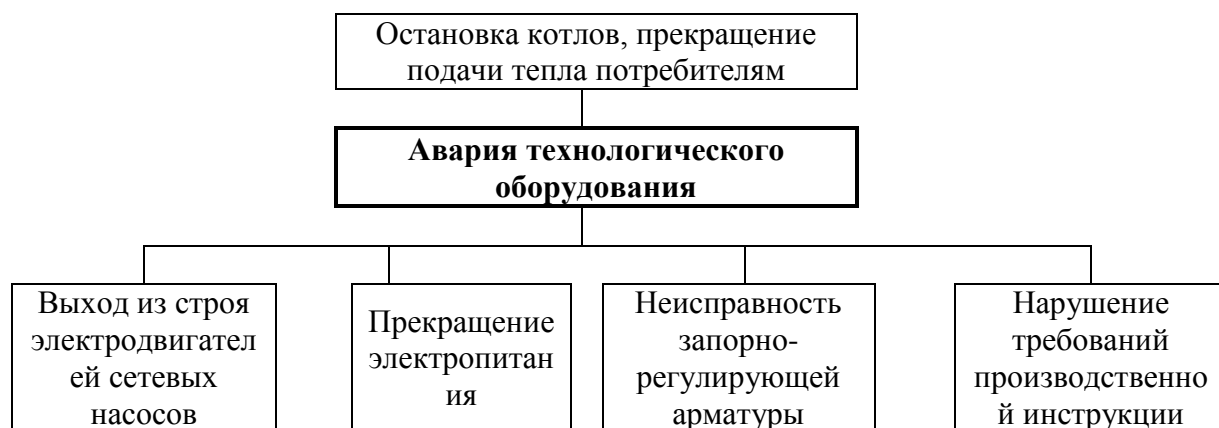 Остановка котлов, прекращение
подачи тепла потребителям
Авария технологического
оборудования
Выход из строя
электродвигател
ей сетевых
насосов
Прекращение
электропитан
ия
Неисправность
запорно-
регулирующей
арматуры
Нарушение
требований
производственно
й инструкции